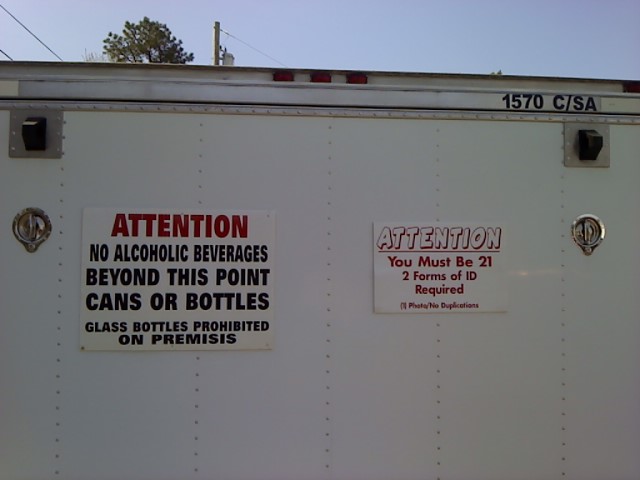 1570 C/SA
ATTENTION
NO ALCOHOLIC BEVERAGES
BEYOND THIS POINT
CANS OR BOTTLES
GLASS BOTTLES PROHIBITED
ON PREMISIS
ATTENTION
You Must Be 21
2 Forms of ID
Required
(1) Photo/No Duplications